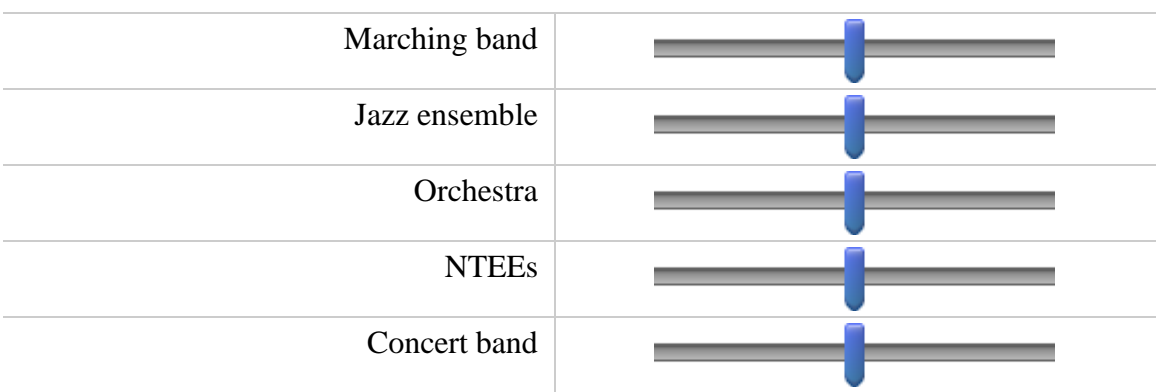 Marching band
Jazz ensemble
Orchestra
NTEEs
Concert band